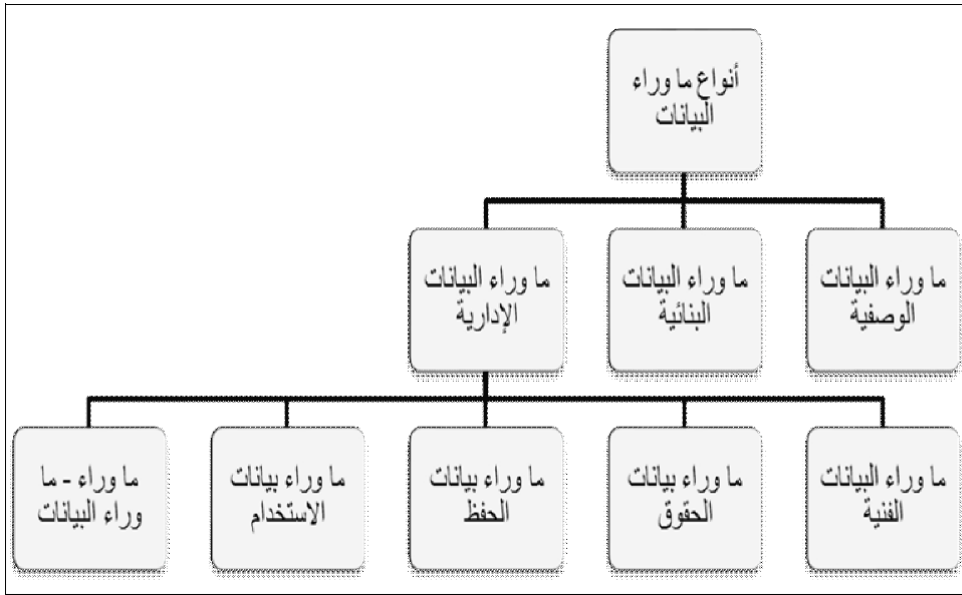 أنواع ما وراء
البيانات
ما وراء البيانات
الوصفية
ما وراء البيانات
البنائية
ما وراء البيانات
الإدارية
ما وراء البيانات
الفنية
ما وراء بيانات
الحقوق
ما وراء بيانات
الحفظ
ما وراء بيانات
الاستخدام
ما وراء - ما
وراء البيانات